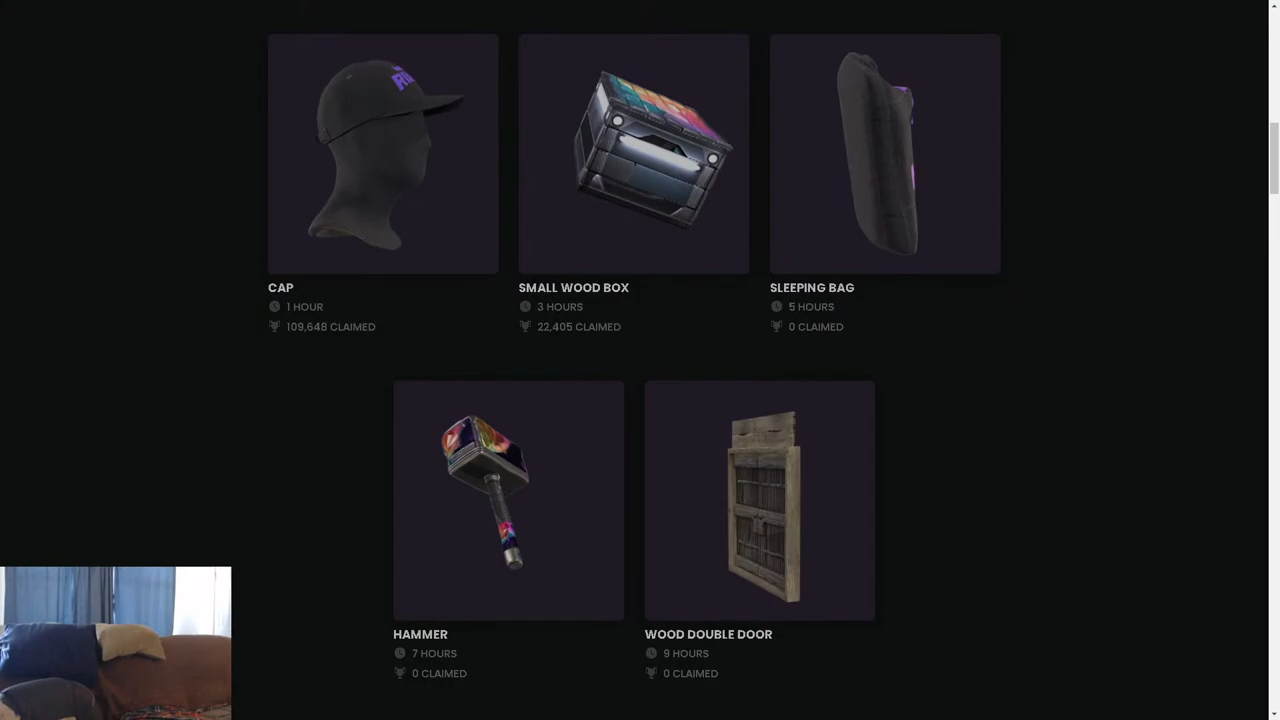 CAP
1 HOUR
109,648 CLAIMED
SMALL WOOD BOX
3 HOURS
22,405 CLAIMED
SLEEPING BAG
5 HOURS
0 CLAIMED
HAMMER
7 HOURS
0 CLAIMED
WOOD DOUBLE DOOR
9 HOURS
0 CLAIMED